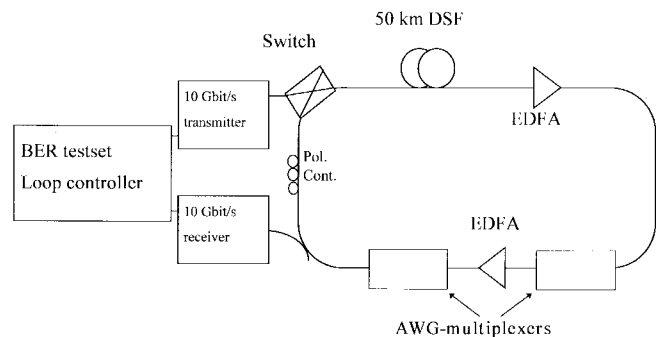 50 km DSF
Switch
10 Gbit/s
transmitter
EDFA
BER testset
Loop controller
Pol.
Cont.
10 Gbit/s
receiver
EDFA
AWG-multiplexers